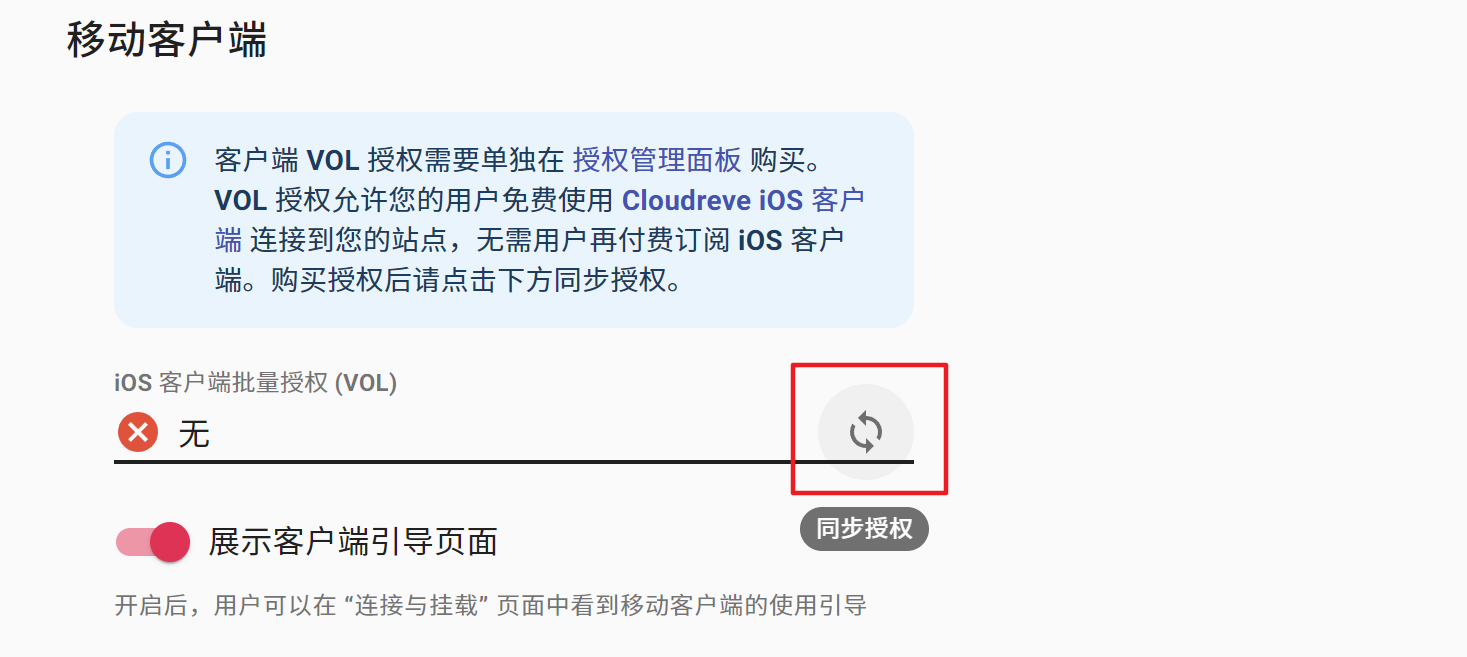 移动客户端
客户端 VOL 授权需要单独在 授权管理面板 购买。
VOL 授权允许您的用户免费使用 Cloudreve iOS 客户
端 连接到您的站点，无需用户再付费订阅 iOS 客户
端。购买授权后请点击下方同步授权。
iOS 客户端批量授权 (VOL)
无
同步授权
展示客户端引导页面
开启后，用户可以在 “连接与挂载” 页面中看到移动客户端的使用引导